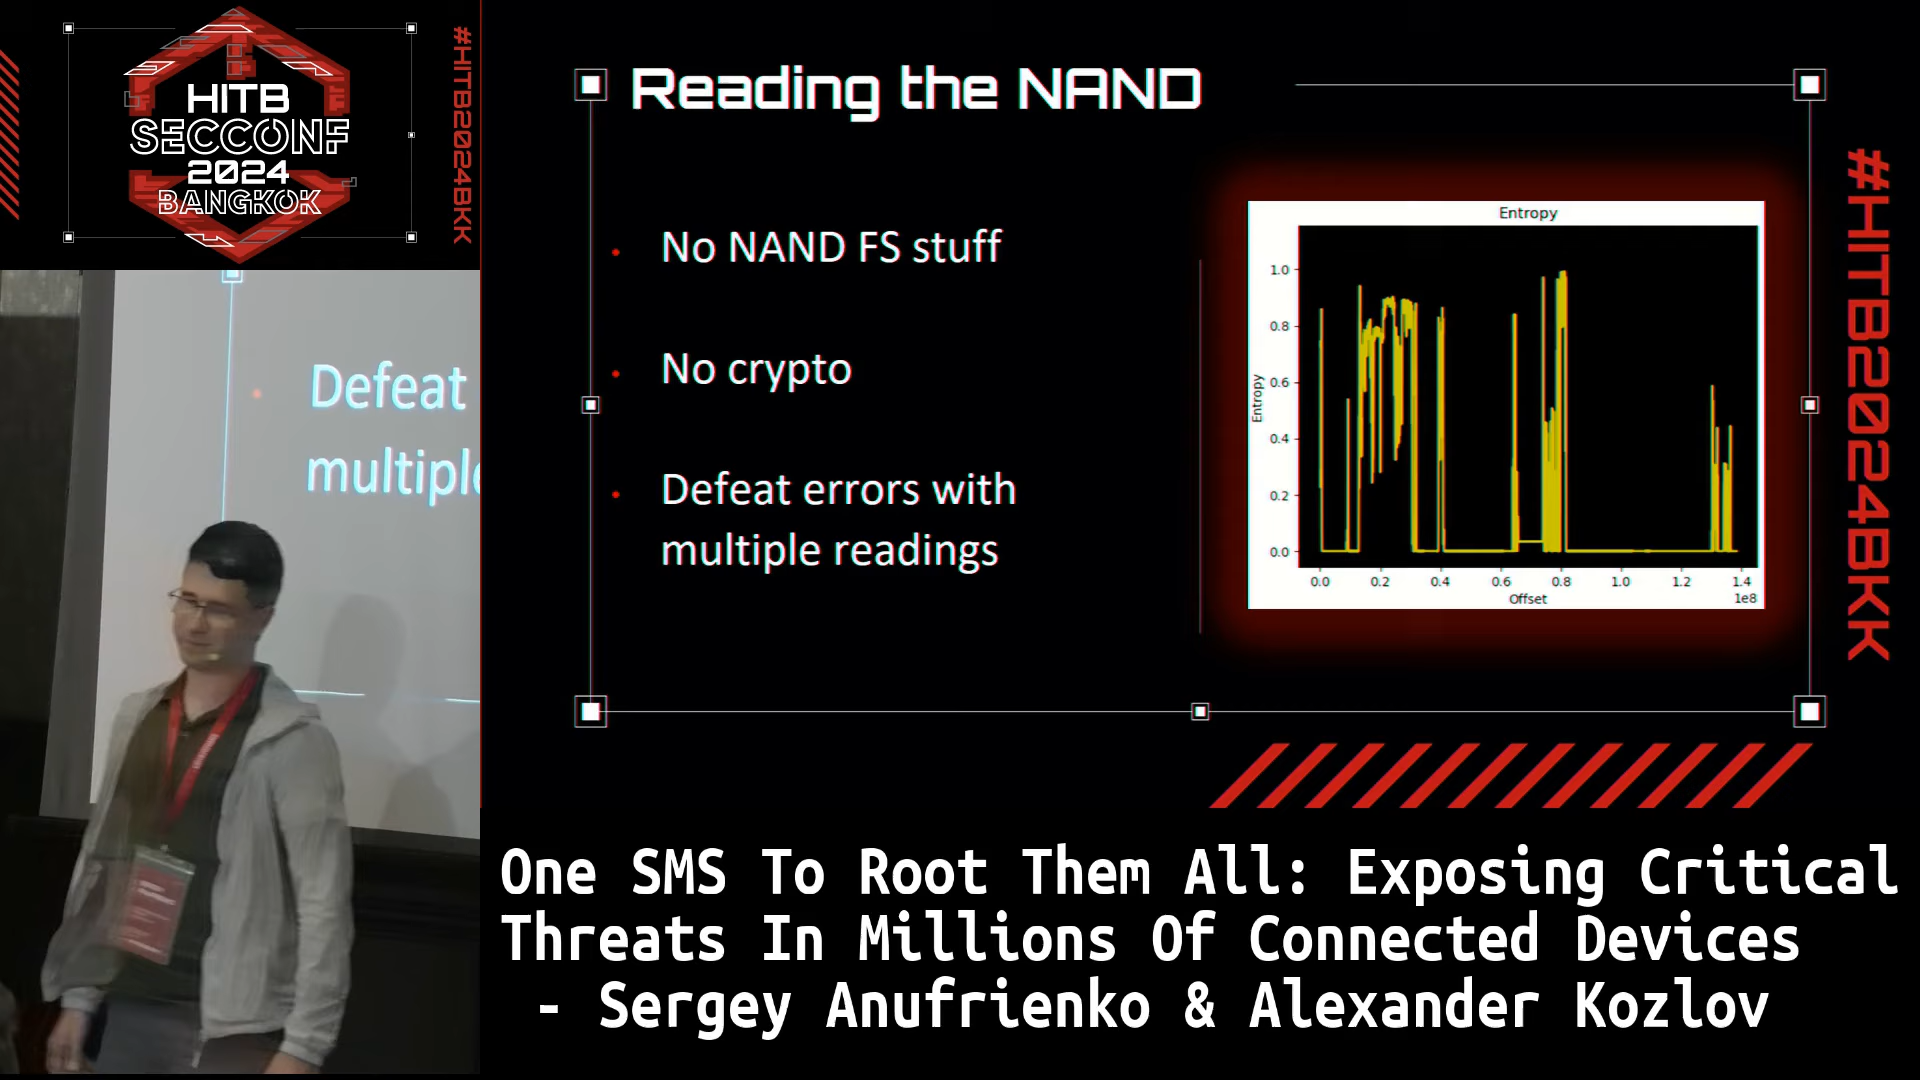 HITB
SECCONF
2024
BANGKOK
#HITB2024BKK
Defeat
multiple
Reading the NAND
No NAND FS stuff
No crypto
Defeat errors with
multiple readings
Entropy
Entropy
1.0
0.8
0.6
0.4
0.2
0.0
0.0 0.2 0.4 0.6 0.8 1.0 1.2 1.4
1e8
Offset
#HITB2024BKK
One SMS To Root Them All: Exposing Critical
Threats In Millions Of Connected Devices
- Sergey Anufrienko & Alexander Kozlov